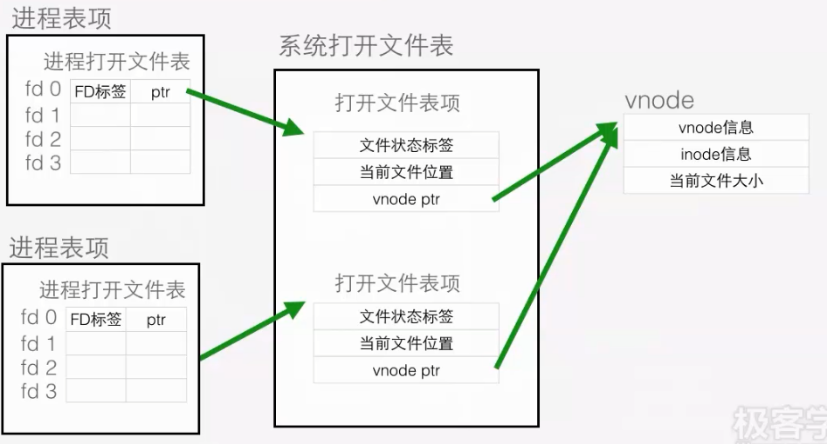 进程表项
进程打开文件表
fd 0 FD标签 ptr
fd 1
fd 2
fd 3
进程表项
进程打开文件表
fd 0 FD标签 ptr
fd 1
fd 2
fd 3
系统打开文件表
打开文件表项
文件状态标签
当前文件位置
vnode ptr
打开文件表项
文件状态标签
当前文件位置
vnode ptr
vnode
vnode信息
inode信息
当前文件大小
极客学